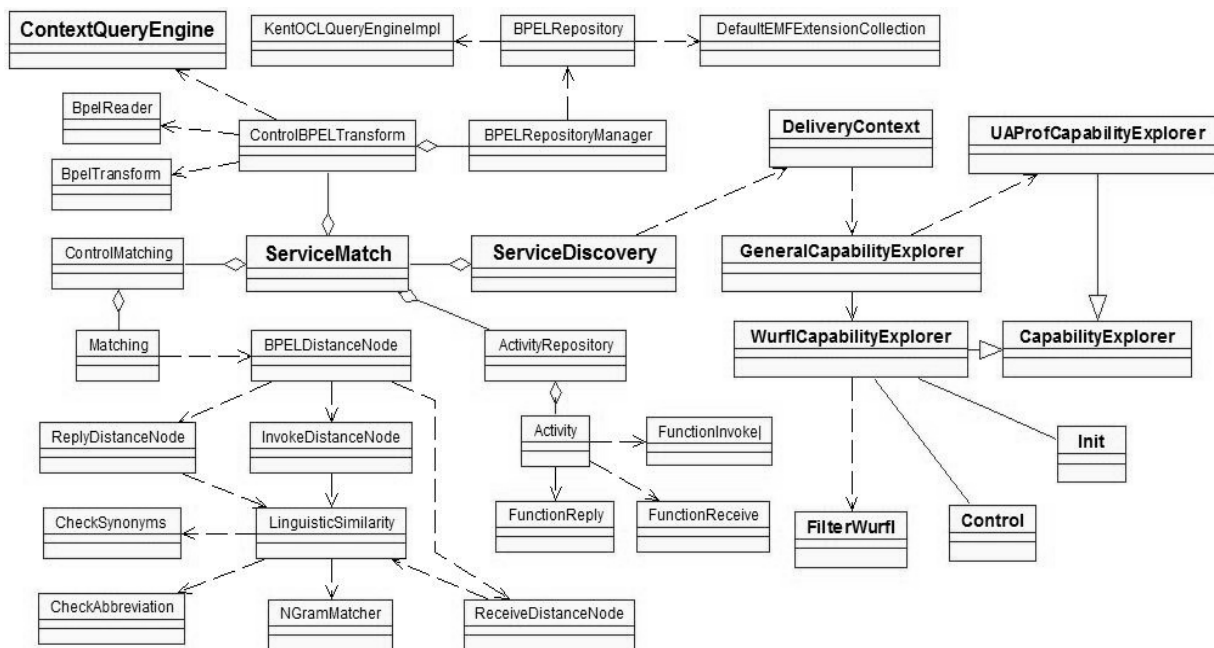 ContextQueryEngine
KentOCLQueryEngineImpl
BPELRepository
DefaultEMFExtensionCollection
BpelReader
ControlBPELTransform
BPELRepositoryManager
DeliveryContext
UAProfCapabilityExplorer
BpelTransform
ControlMatching
ServiceMatch
ServiceDiscovery
GeneralCapabilityExplorer
Matching
BPELDistanceNode
ActivityRepository
WurflCapabilityExplorer
CapabilityExplorer
ReplyDistanceNode
InvokeDistanceNode
Activity
FunctionInvoke|
Init
CheckSynonyms
LinguisticSimilarity
FunctionReply
FunctionReceive
FilterWurfl
Control
CheckAbbreviation
NGramMatcher
ReceiveDistanceNode